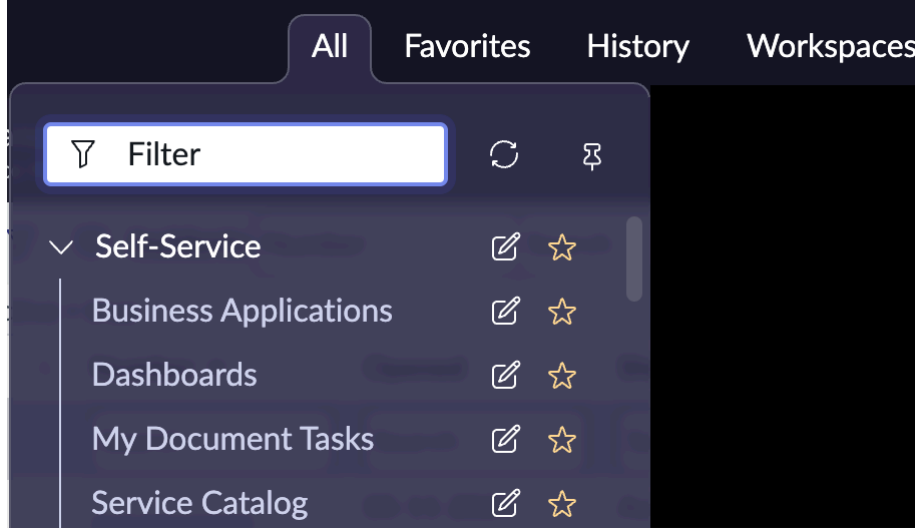 All Favorites History Workspaces
Filter
Self-Service
Business Applications
Dashboards
My Document Tasks
Service Catalog